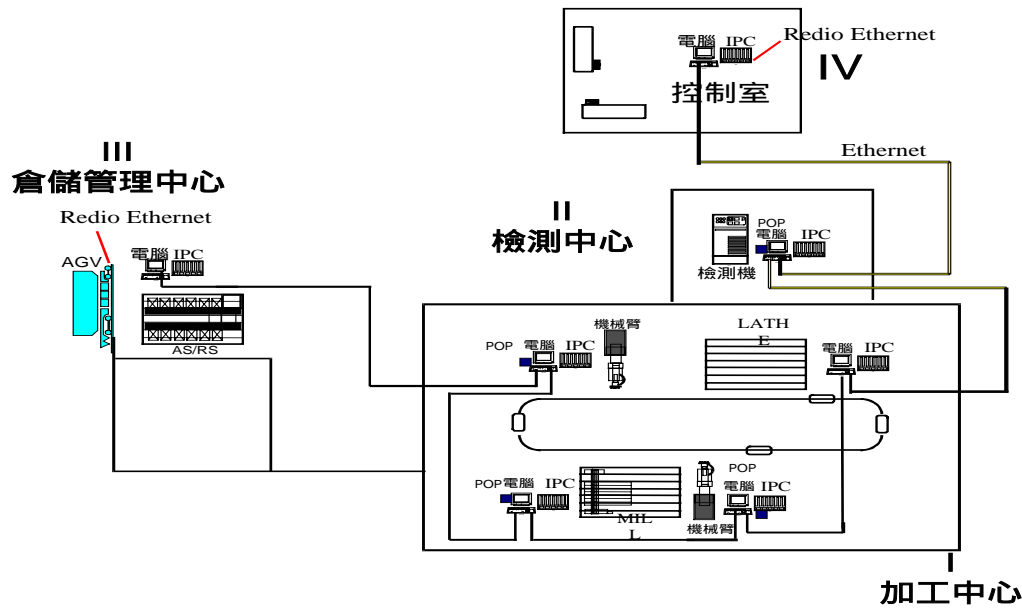 電腦 IPC
Redio Ethernet
IV
控制室
Ethernet
III
倉儲管理中心
Redio Ethernet
AGV
電腦 IPC
AS/RS
II
檢測中心
POP
電腦 IPC
檢測機
POP 電腦 IPC
機械臂
LATH
E
電腦 IPC
POP 電腦 IPC
MIL
L
機械臂
POP
電腦 IPC
I
加工中心